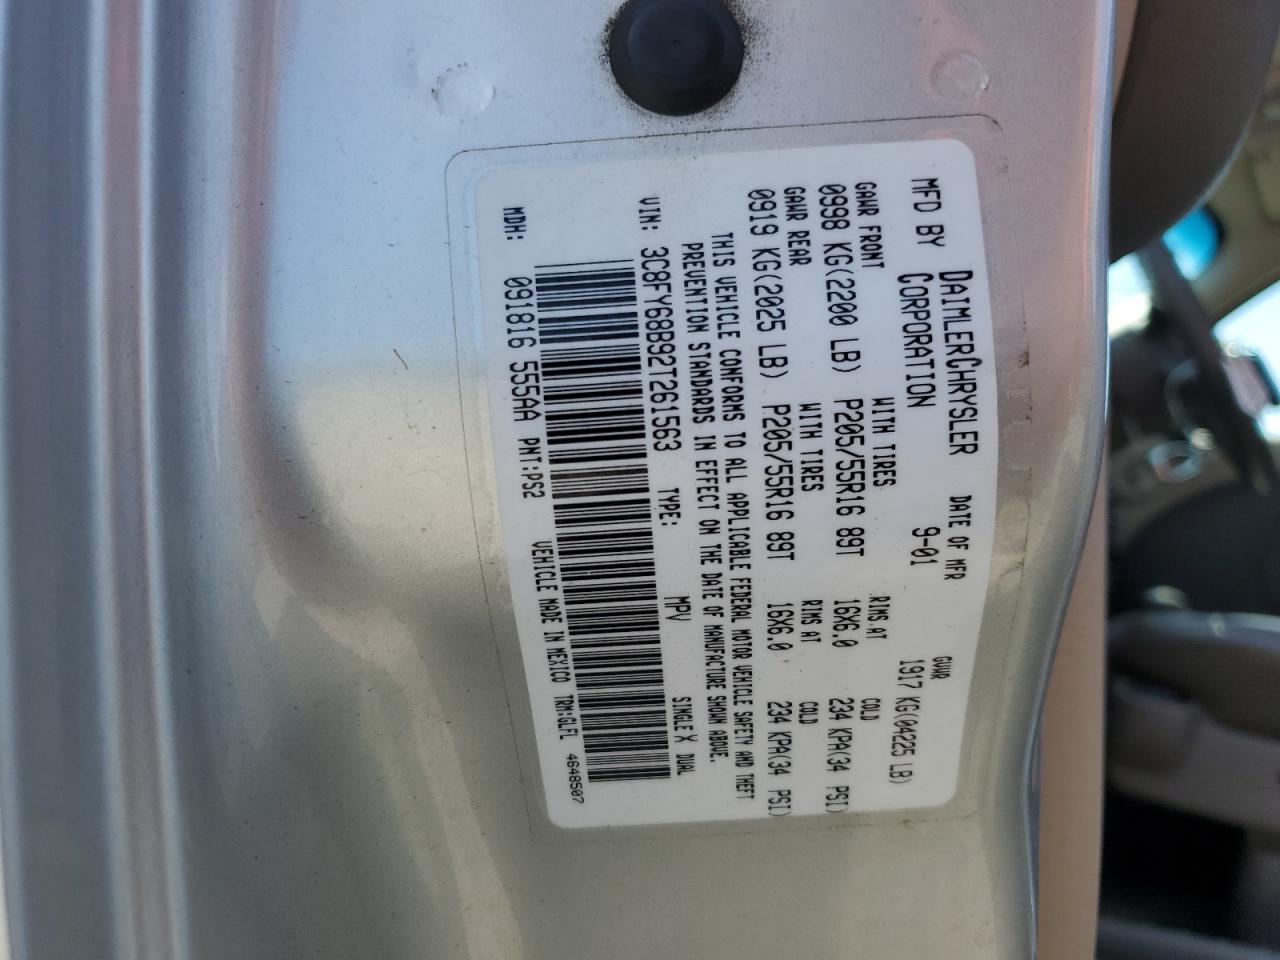 MFD BY DAIMLERCHRYSLER CORPORATION
DATE OF MFR 9-01
GVWR 1917 KG(04225 LB)
GAWR FRONT WITH TIRES RIMS AT COLD
0998 KG(2200 LB) P205/55R16 89T 16X6.0 234 KPA(34 PSI)
GAWR REAR WITH TIRES RIMS AT COLD
0919 KG(2025 LB) P205/55R16 89T 16X6.0 234 KPA(34 PSI)
THIS VEHICLE CONFORMS TO ALL APPLICABLE FEDERAL MOTOR VEHICLE SAFETY AND THEFT
PREVENTION STANDARDS IN EFFECT ON THE DATE OF MANUFACTURE SHOWN ABOVE.
VIN: 3C8FY68B92T261563 TYPE: MPV SINGLE X DUAL
MDH: 091816 555AA PNT:PS2 VEHICLE MADE IN MEXICO TRM:GLFL 4648507